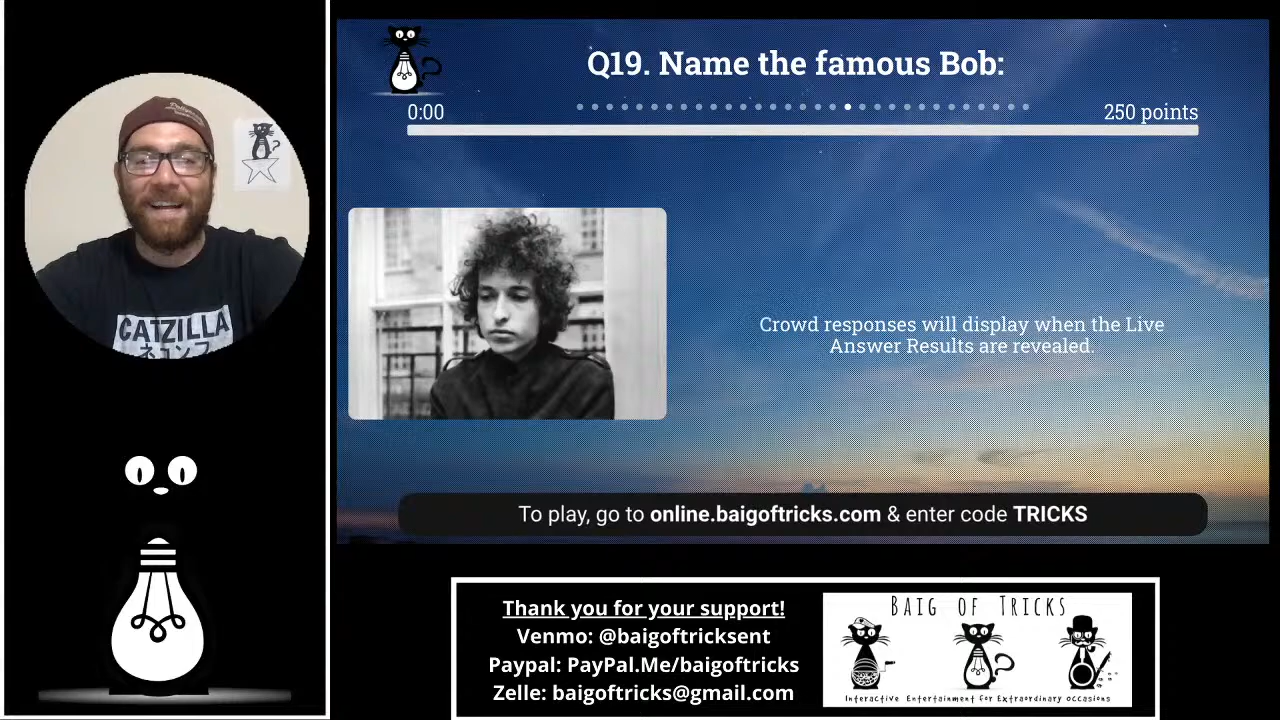 Q19. Name the famous Bob:
0:00
250 points
CATZILLA
Crowd responses will display when the Live
Answer Results are revealed
To play, go to online.baigoftricks.com & enter code TRICKS
Thank you for your support!
Venmo: @baigoftricksent
Paypal: PayPal.Me/baigoftricks
Zelle: baigoftricks@gmail.com
BAIG OF TRICKS
Interactive Entertainment for Extraordinary occasions